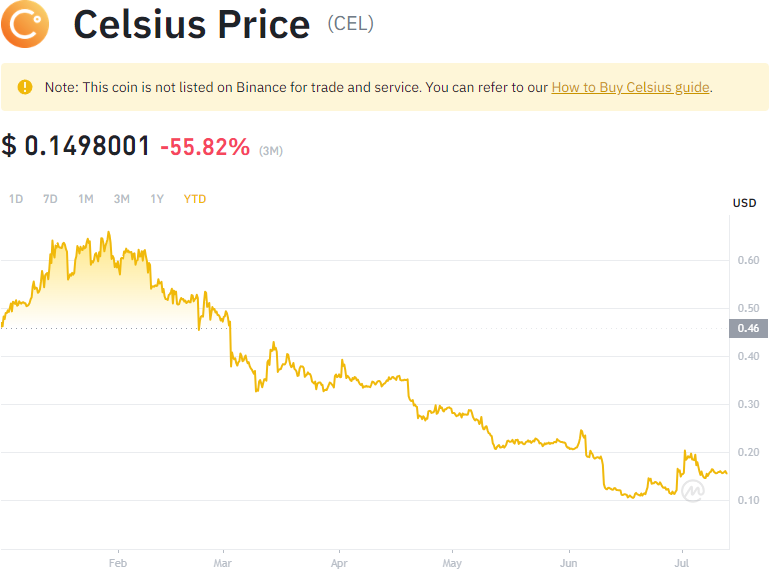 Celsius Price (CEL)
Note: This coin is not listed on Binance for trade and service. You can refer to our How to Buy Celsius guide.
$ 0.1498001 -55.82% (3M)
1D 7D 1M 3M 1Y YTD
USD
0.60
0.50
0.46
0.40
0.30
0.20
0.10
Feb Mar Apr May Jun Jul